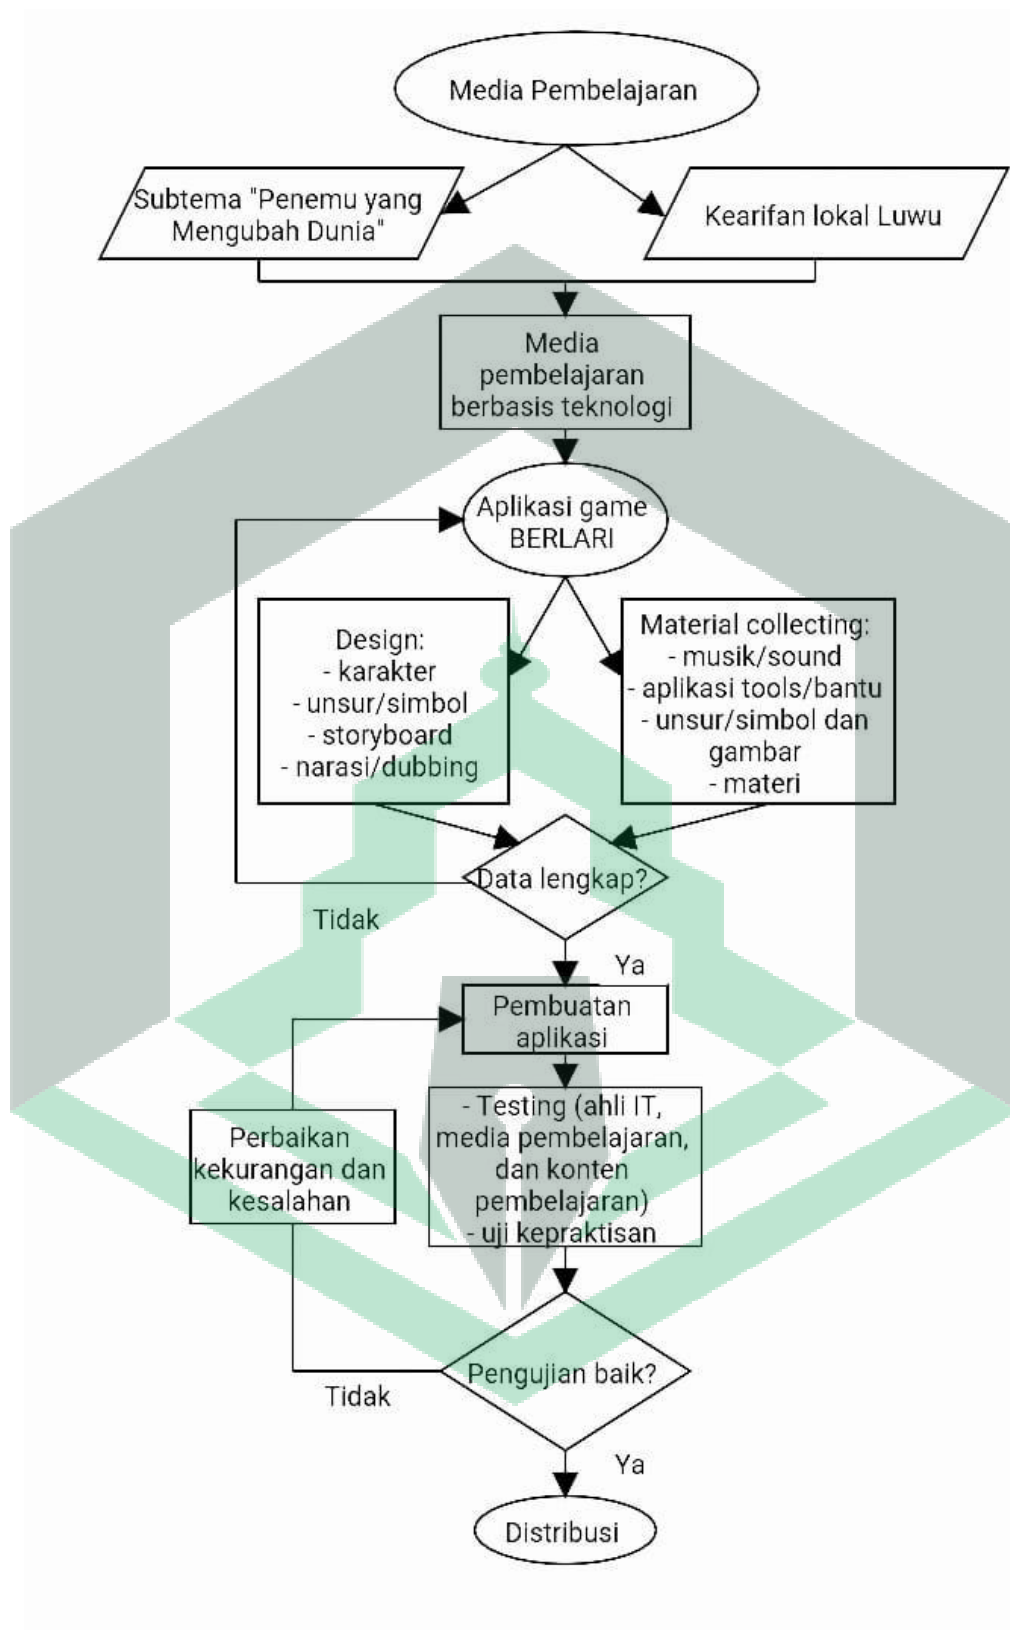 Media Pembelajaran
Subtema "Penemu yang
Mengubah Dunia"
Kearifan lokal Luwu
Media
pembelajaran
berbasis teknologi
Aplikasi game
BERLARI
Design:
- karakter
- unsur/simbol
- storyboard
- narasi/dubbing
Material collecting:
- musik/sound
- aplikasi tools/bantu
- unsur/simbol dan
gambar
- materi
Data lengkap?
Tidak
Ya
Pembuatan
aplikasi
- Testing (ahli IT,
media pembelajaran,
dan konten
pembelajaran)
- uji kepraktisan
Perbaikan
kekurangan dan
kesalahan
Pengujian baik?
Tidak
Ya
Distribusi